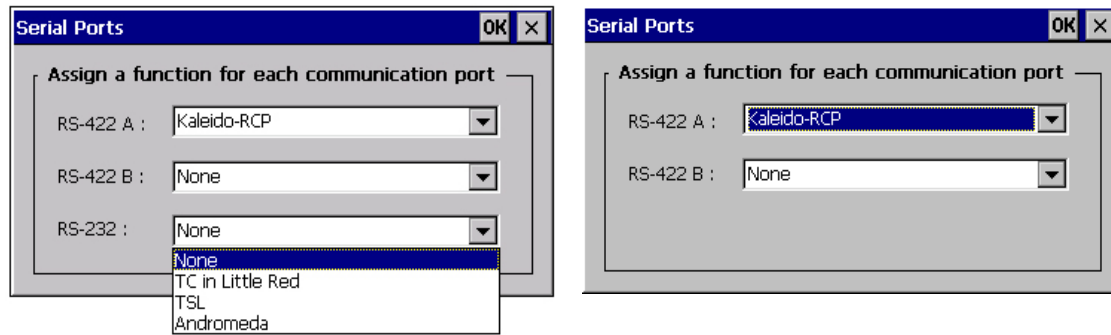 Serial Ports OK
Assign a function for each communication port
RS-422 A : Kaleido-RCP
RS-422 B : None
RS-232 : None
None
TC in Little Red
TSL
Andromeda
Serial Ports OK
Assign a function for each communication port
RS-422 A : Kaleido-RCP
RS-422 B : None